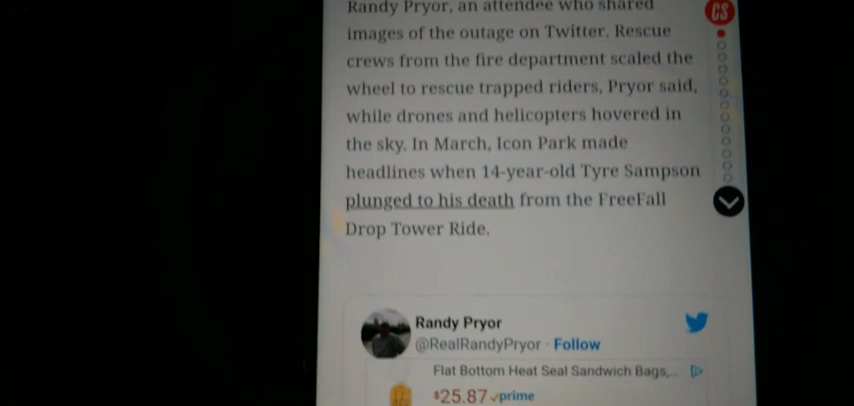 Randy Pryor, an attendee who shared
CS
images of the outage on Twitter. Rescue
crews from the fire department scaled the
wheel to rescue trapped riders, Pryor said,
while drones and helicopters hovered in
the sky. In March, Icon Park made
headlines when 14-year-old Tyre Sampson
plunged to his death from the FreeFall
Drop Tower Ride.
Randy Pryor
@RealRandyPryor · Follow
Flat Bottom Heat Seal Sandwich Bags,...
$25.87 prime